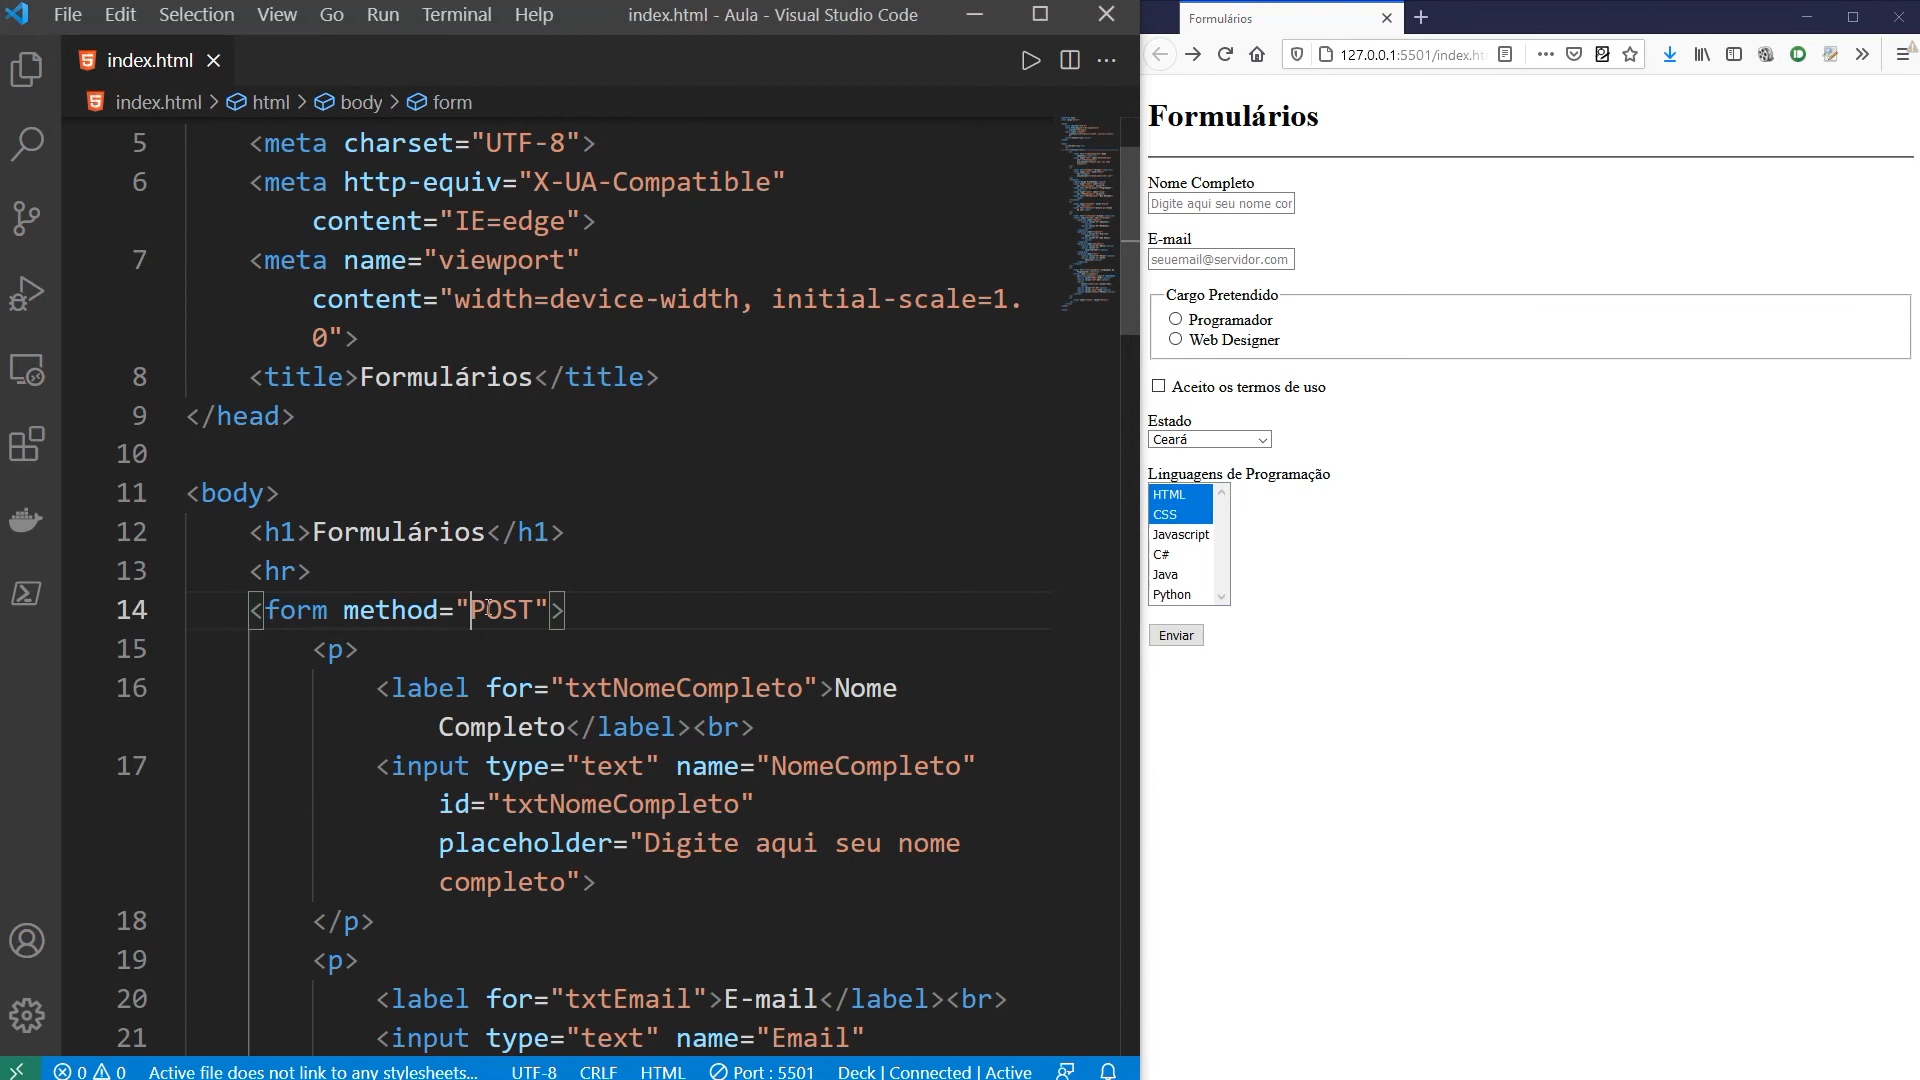 File Edit Selection View Go Run Terminal Help index.html - Aula - Visual Studio Code
index.html
index.html > html > body > form
5 <meta charset="UTF-8">
6 <meta http-equiv="X-UA-Compatible"
content="IE=edge">
7 <meta name="viewport"
content="width=device-width, initial-scale=1.
0">
8 <title>Formulários</title>
9 </head>
10
11 <body>
12 <h1>Formulários</h1>
13 <hr>
14 <form method="POST">
15 <p>
16 <label for="txtNomeCompleto">Nome
Completo</label><br>
17 <input type="text" name="NomeCompleto"
id="txtNomeCompleto"
placeholder="Digite aqui seu nome
completo">
18 </p>
19 <p>
20 <label for="txtEmail">E-mail</label><br>
21 <input type="text" name="Email"
0 0 Active file does not link to any stylesheets... UTF-8 CRLF HTML Port : 5501 Deck | Connected | Active
Formulários
127.0.0.1:5501/index.ht
Formulários
Nome Completo
Digite aqui seu nome cor
E-mail
seuemail@servidor.com
Cargo Pretendido
Programador
Web Designer
Aceito os termos de uso
Estado
Ceará
Linguagens de Programação
HTML
CSS
Javascript
C#
Java
Python
Enviar